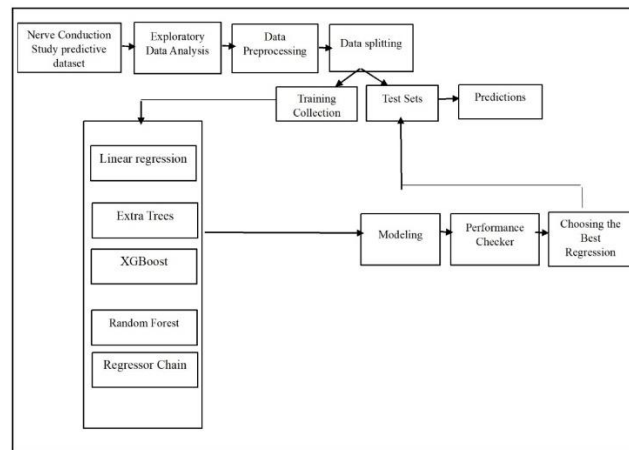 Nerve Conduction
Study predictive
dataset
Exploratory
Data Analysis
Data
Preprocessing
Data splitting
Training
Collection
Test Sets
Predictions
Linear regression
Extra Trees
XGBoost
Random Forest
Regressor Chain
Modeling
Performance
Checker
Choosing the
Best
Regression